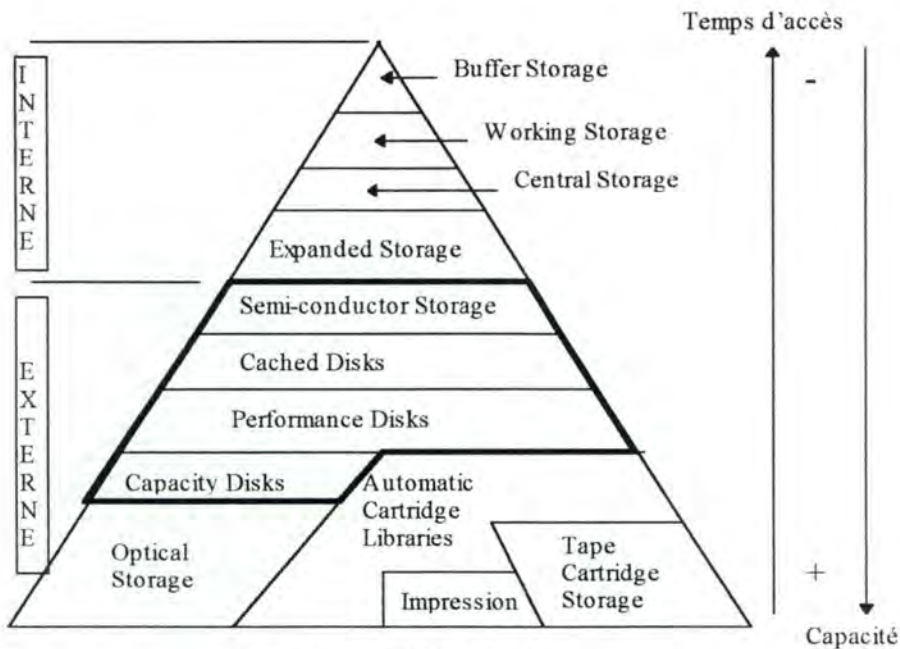 Temps d'accès
INTERNE
Buffer Storage
-
Working Storage
Central Storage
Expanded Storage
EXTERNE
Semi-conductor Storage
Cached Disks
Performance Disks
Capacity Disks
Automatic
Cartridge
Libraries
Optical
Storage
Tape
Cartridge
Storage
Impression
+
Capacité